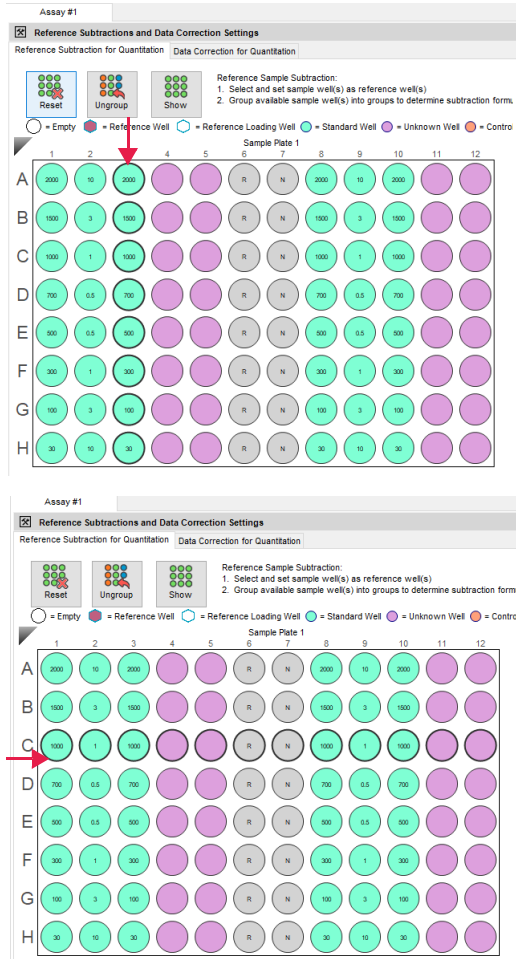 Assay #1
Reference Subtractions and Data Correction Settings
Reference Subtraction for Quantitation Data Correction for Quantitation
Reset Ungroup Show
Reference Sample Subtraction:
1. Select and set sample well(s) as reference well(s)
2. Group available sample well(s) into groups to determine subtraction formu
= Empty = Reference Well = Reference Loading Well = Standard Well = Unknown Well = Contro
Sample Plate 1
1 2 4 5 6 7 8 9 10 11 12
A 2000 10 2000 R N 2000 10 2000
B 1500 3 1500 R N 1500 3 1500
C 1000 1 1000 R N 1000 1 1000
D 700 0.5 700 R N 700 0.5 700
E 500 0.5 500 R N 500 0.5 500
F 300 1 300 R N 300 1 300
G 100 3 100 R N 100 3 100
H 30 10 30 R N 30 10 30
Assay #1
Reference Subtractions and Data Correction Settings
Reference Subtraction for Quantitation Data Correction for Quantitation
Reset Ungroup Show
Reference Sample Subtraction:
1. Select and set sample well(s) as reference well(s)
2. Group available sample well(s) into groups to determine subtraction form
= Empty = Reference Well = Reference Loading Well = Standard Well = Unknown Well = Contro
Sample Plate 1
1 2 3 4 5 6 7 8 9 10 11 12
A 2000 10 2000 R N 2000 10 2000
B 1500 3 1500 R N 1500 3 1500
C 1000 1 1000 R N 1000 1 1000
D 700 0.5 700 R N 700 0.5 700
E 500 0.5 500 R N 500 0.5 500
F 300 1 300 R N 300 1 300
G 100 3 100 R N 100 3 100
H 30 10 30 R N 30 10 30